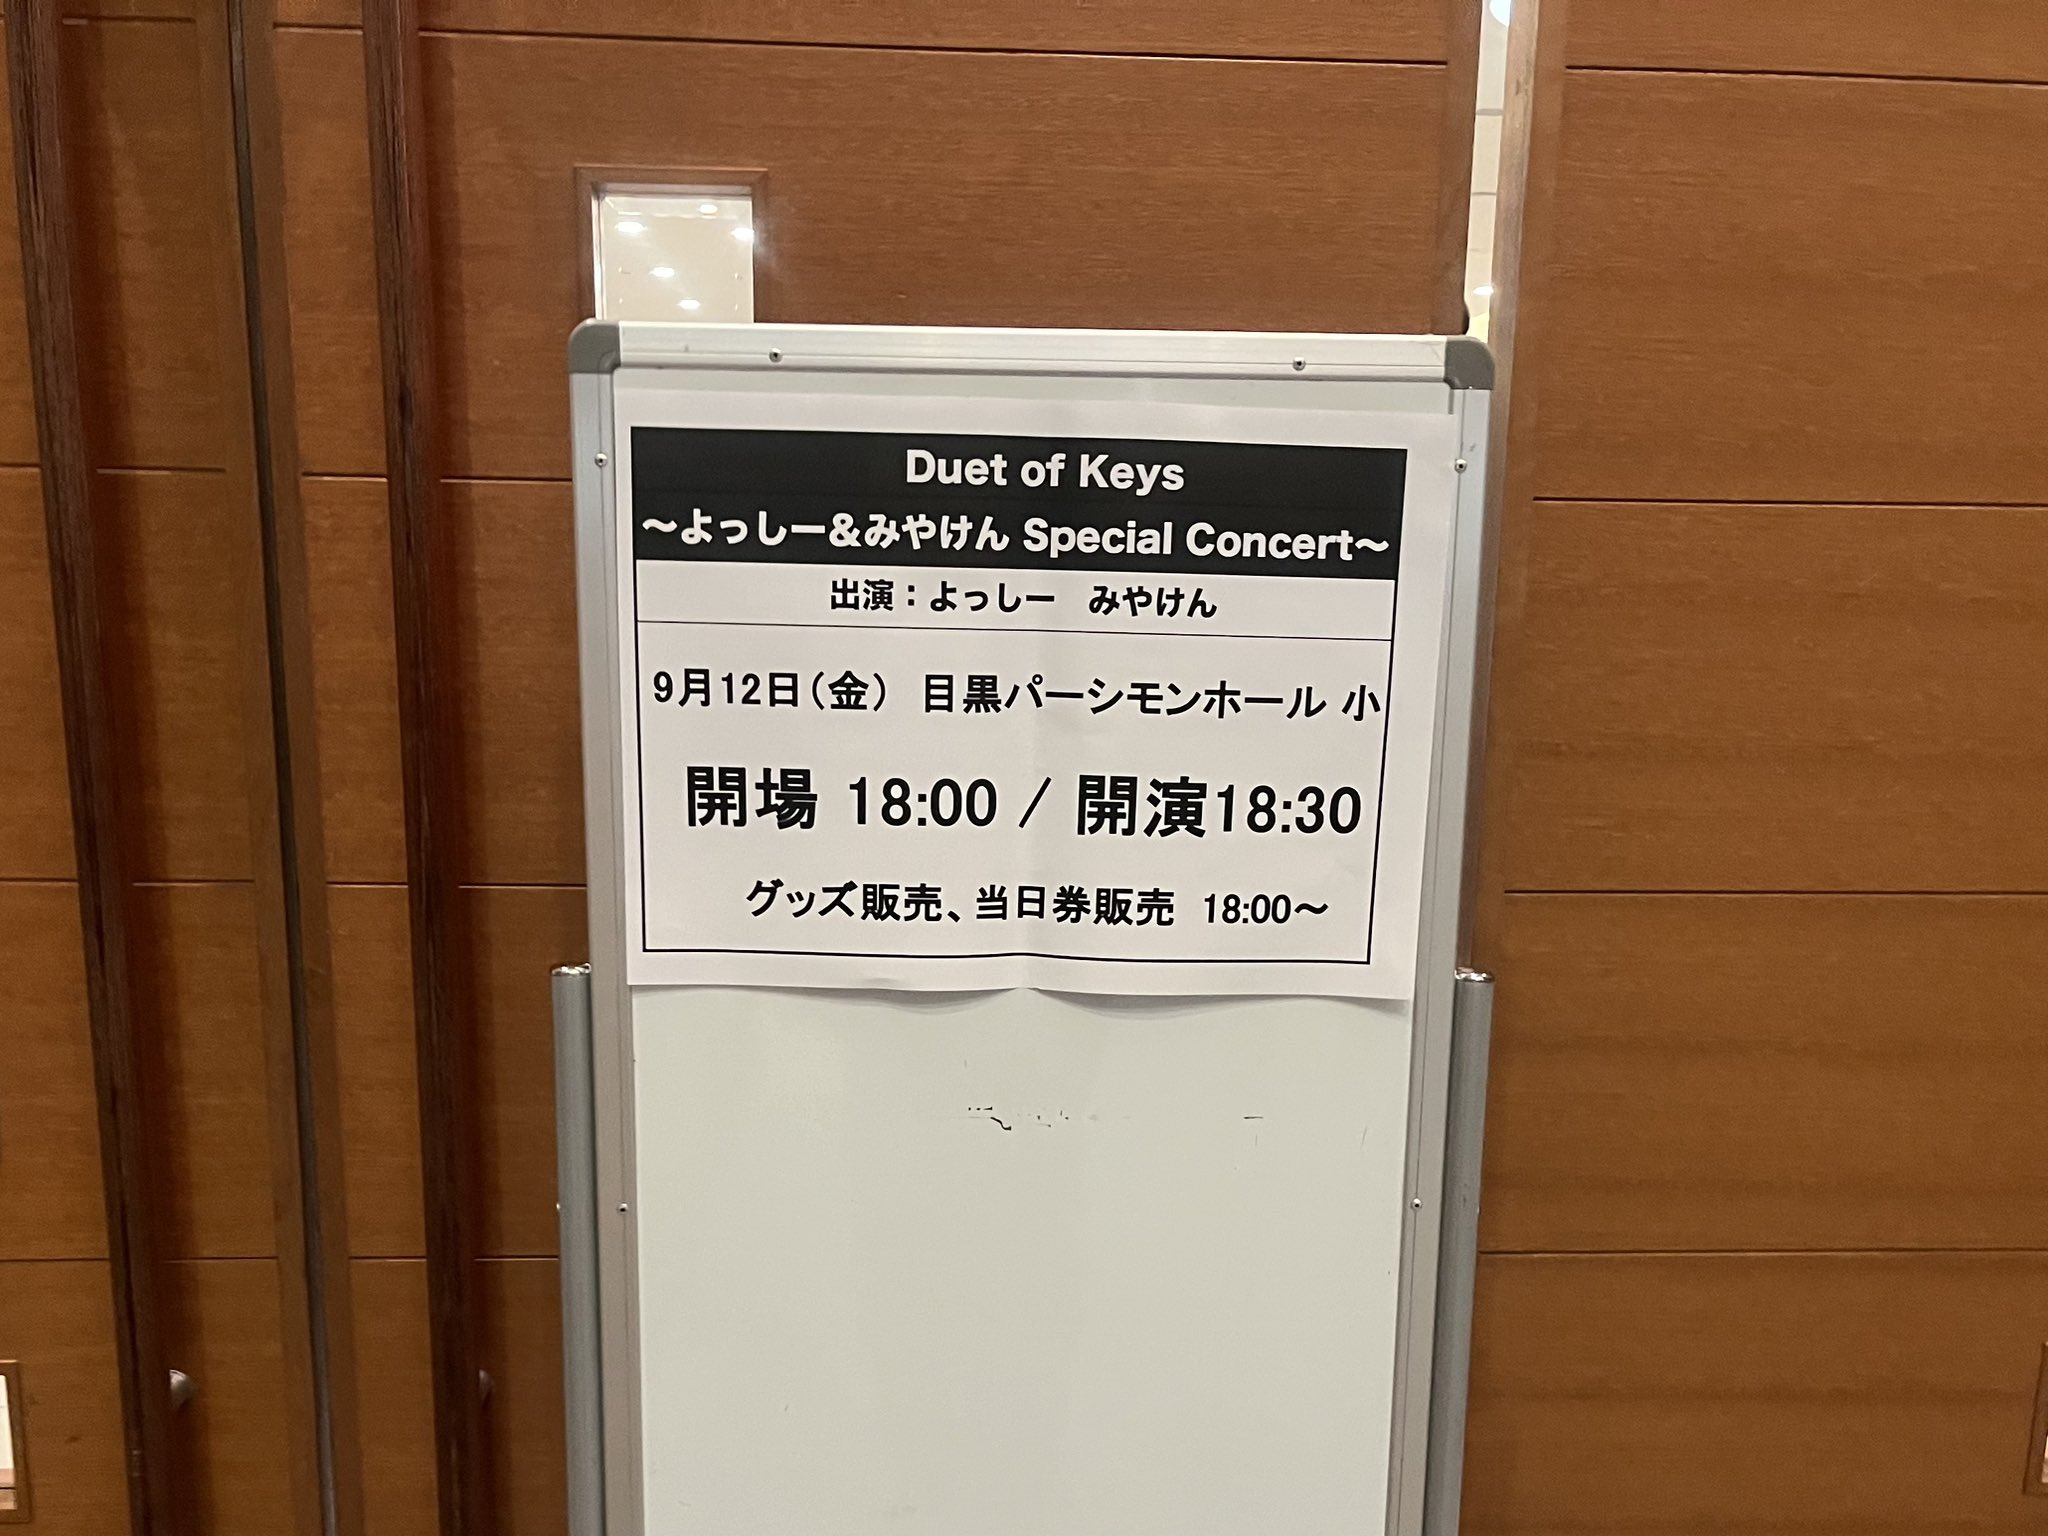 Duet of Keys
～よっしー&みやけん Special Concert～
出演：よっしー　みやけん
9月12日（金）　目黒パーシモンホール 小
開場 18:00 / 開演18:30
グッズ販売、当日券販売　18:00～